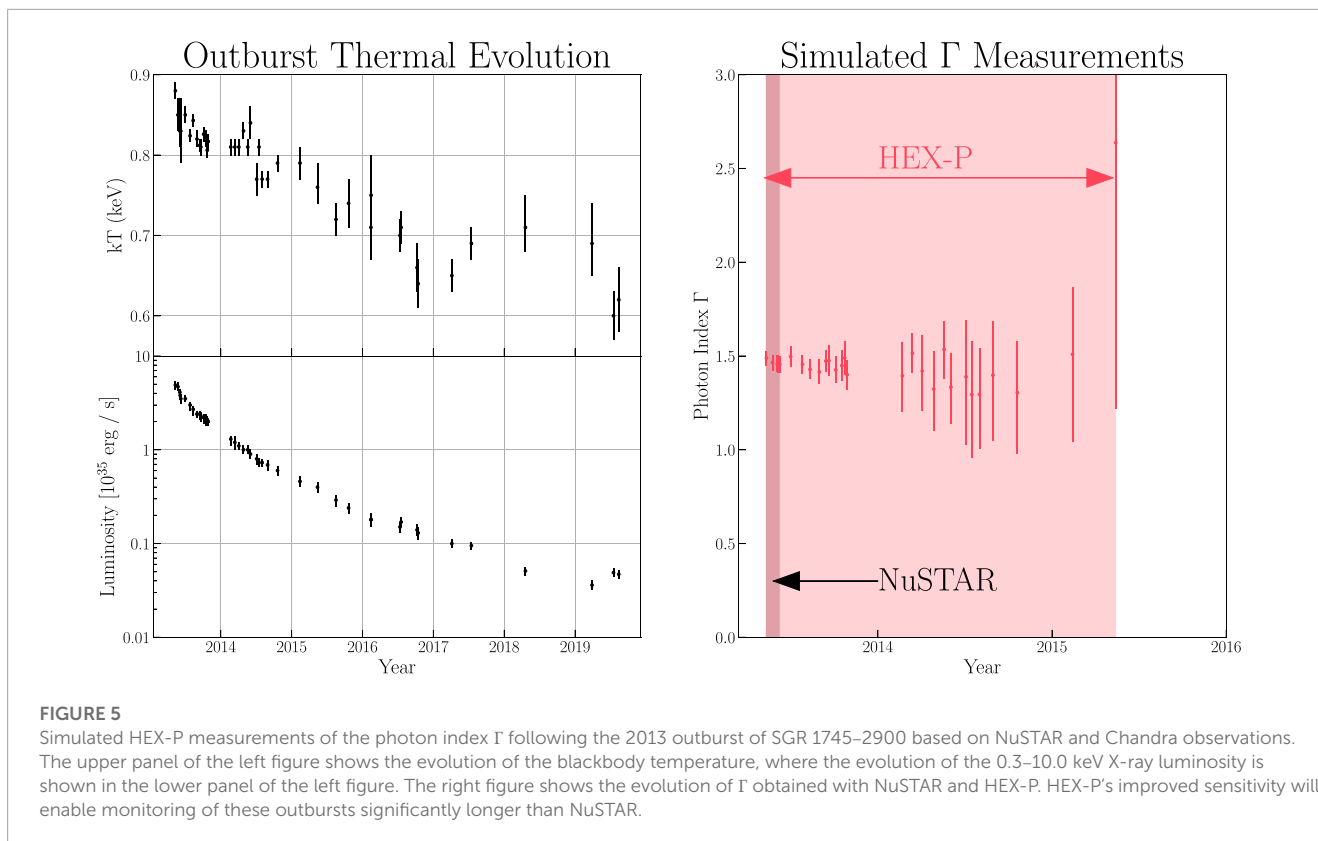 Outburst Thermal Evolution
0.9
0.8
0.7
0.6
kT (keV)
10
1
0.1
0.01
Luminosity [10³⁵ erg / s]
2014 2015 2016 2017 2018 2019
Year
Simulated Γ Measurements
3.0
2.5
2.0
1.5
1.0
0.5
0.0
Photon Index Γ
HEX-P
NuSTAR
2014 2015 2016
Year
FIGURE 5
Simulated HEX-P measurements of the photon index Γ following the 2013 outburst of SGR 1745–2900 based on NuSTAR and Chandra observations.
The upper panel of the left figure shows the evolution of the blackbody temperature, where the evolution of the 0.3–10.0 keV X-ray luminosity is
shown in the lower panel of the left figure. The right figure shows the evolution of Γ obtained with NuSTAR and HEX-P. HEX-P’s improved sensitivity will
enable monitoring of these outbursts significantly longer than NuSTAR.